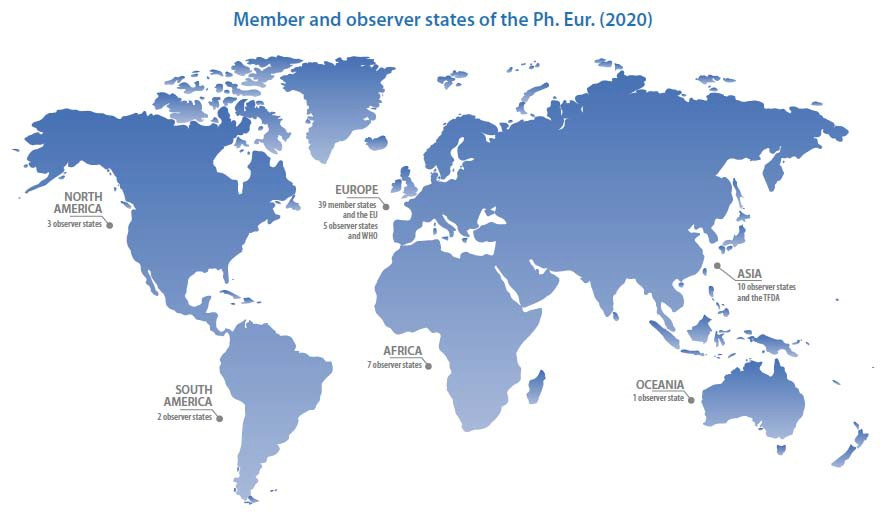 Member and observer states of the Ph. Eur. (2020)
NORTH
AMERICA
3 observer states
EUROPE
39 member states
and the EU
5 observer states
and WHO
ASIA
10 observer states
and the TFDA
AFRICA
7 observer states
SOUTH
AMERICA
2 observer states
OCEANIA
1 observer state